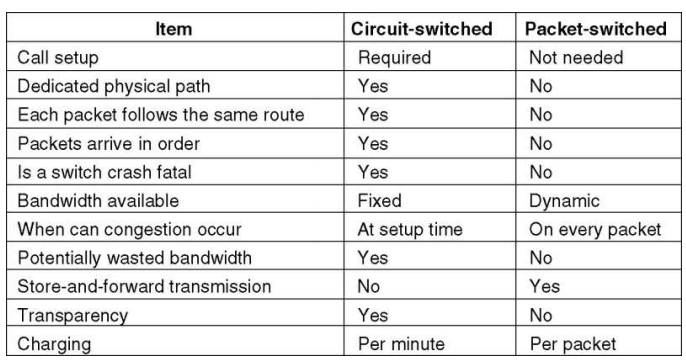 Item Circuit-switched Packet-switched
Call setup Required Not needed
Dedicated physical path Yes No
Each packet follows the same route Yes No
Packets arrive in order Yes No
Is a switch crash fatal Yes No
Bandwidth available Fixed Dynamic
When can congestion occur At setup time On every packet
Potentially wasted bandwidth Yes No
Store-and-forward transmission No Yes
Transparency Yes No
Charging Per minute Per packet